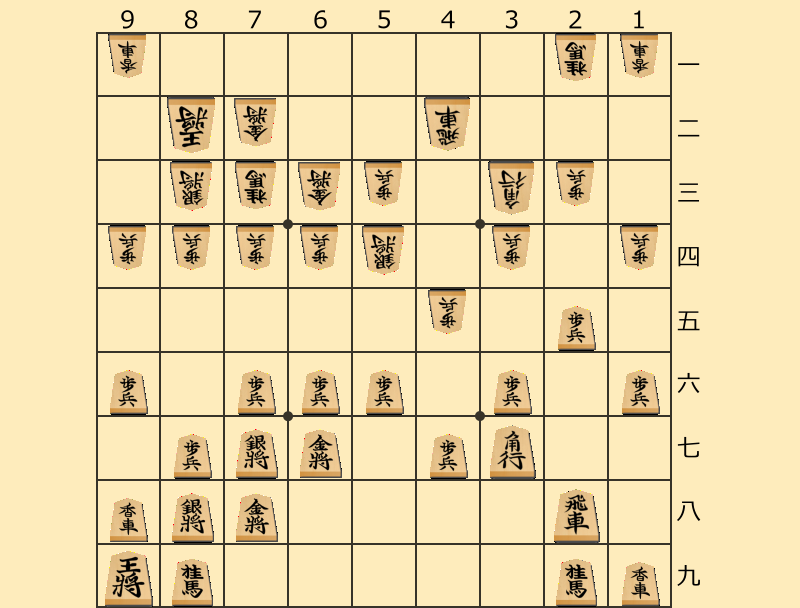 9 8 7 6 5 4 3 2 1
香車 桂馬 香車 一
王将 金将 飛車 二
銀将 桂馬 金将 歩兵 角行 歩兵 三
歩兵 歩兵 歩兵 歩兵 銀将 歩兵 歩兵 四
歩兵 歩兵 五
歩兵 歩兵 歩兵 歩兵 歩兵 歩兵 六
歩兵 銀将 金将 歩兵 角行 七
香車 銀将 金将 飛車 八
王将 桂馬 桂馬 香車 九